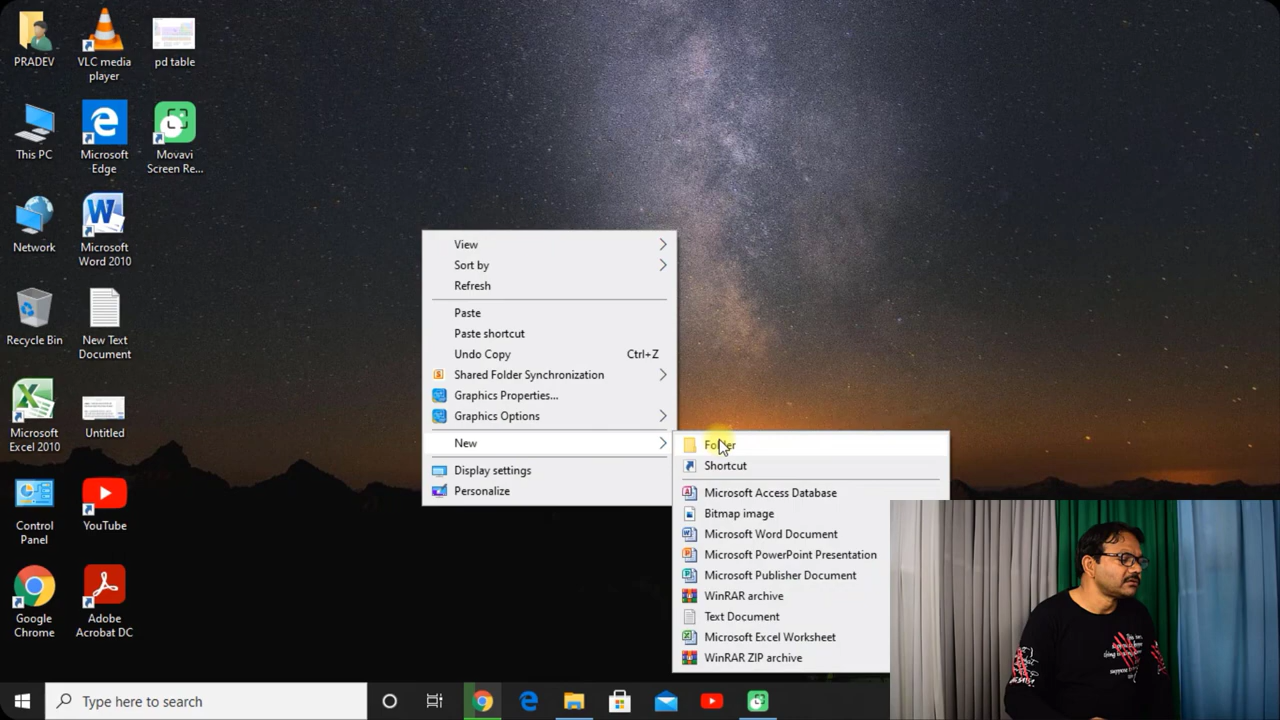 PRADEV
VLC media
player
pd table
This PC
Microsoft
Edge
Movavi
Screen Re...
Network
Microsoft
Word 2010
Recycle Bin
New Text
Document
Microsoft
Excel 2010
Untitled
Control
Panel
YouTube
Google
Chrome
Adobe
Acrobat DC
View
Sort by
Refresh
Paste
Paste shortcut
Undo Copy Ctrl+Z
Shared Folder Synchronization
Graphics Properties...
Graphics Options
New
Display settings
Personalize
Folder
Shortcut
Microsoft Access Database
Bitmap image
Microsoft Word Document
Microsoft PowerPoint Presentation
Microsoft Publisher Document
WinRAR archive
Text Document
Microsoft Excel Worksheet
WinRAR ZIP archive
Type here to search